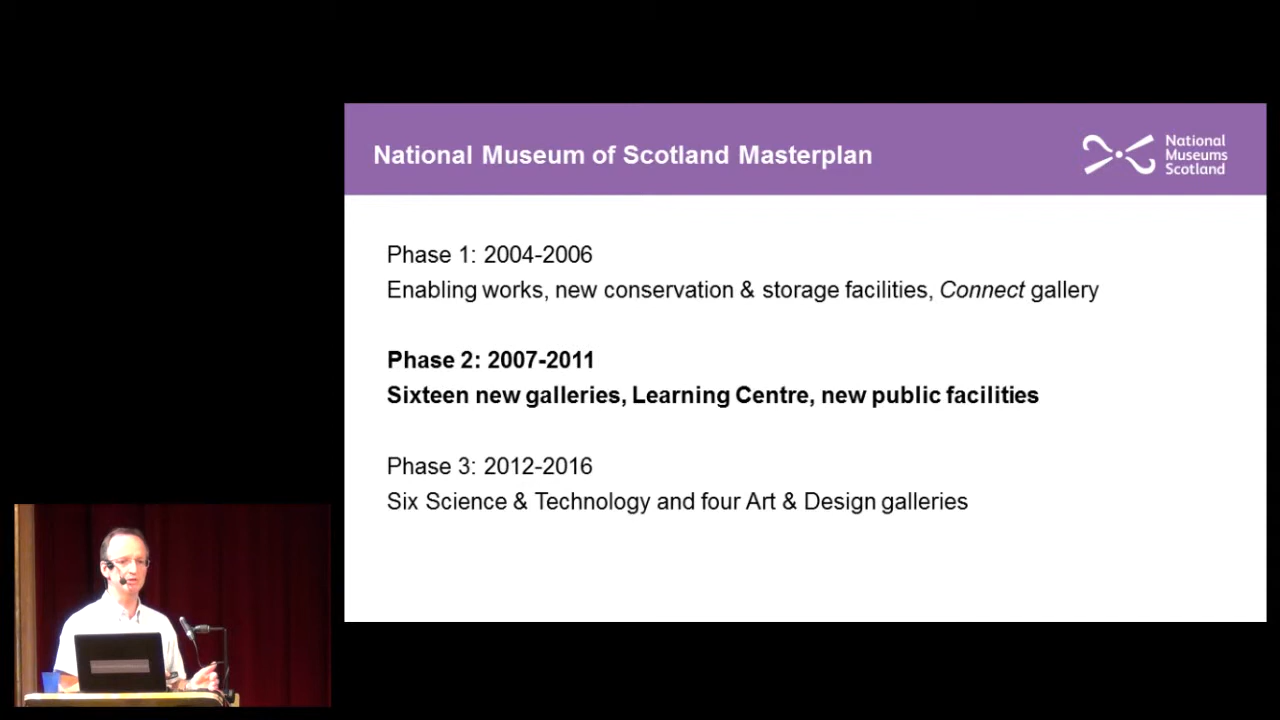 National Museum of Scotland Masterplan
National
Museums
Scotland
Phase 1: 2004-2006
Enabling works, new conservation & storage facilities, Connect gallery
Phase 2: 2007-2011
Sixteen new galleries, Learning Centre, new public facilities
Phase 3: 2012-2016
Six Science & Technology and four Art & Design galleries